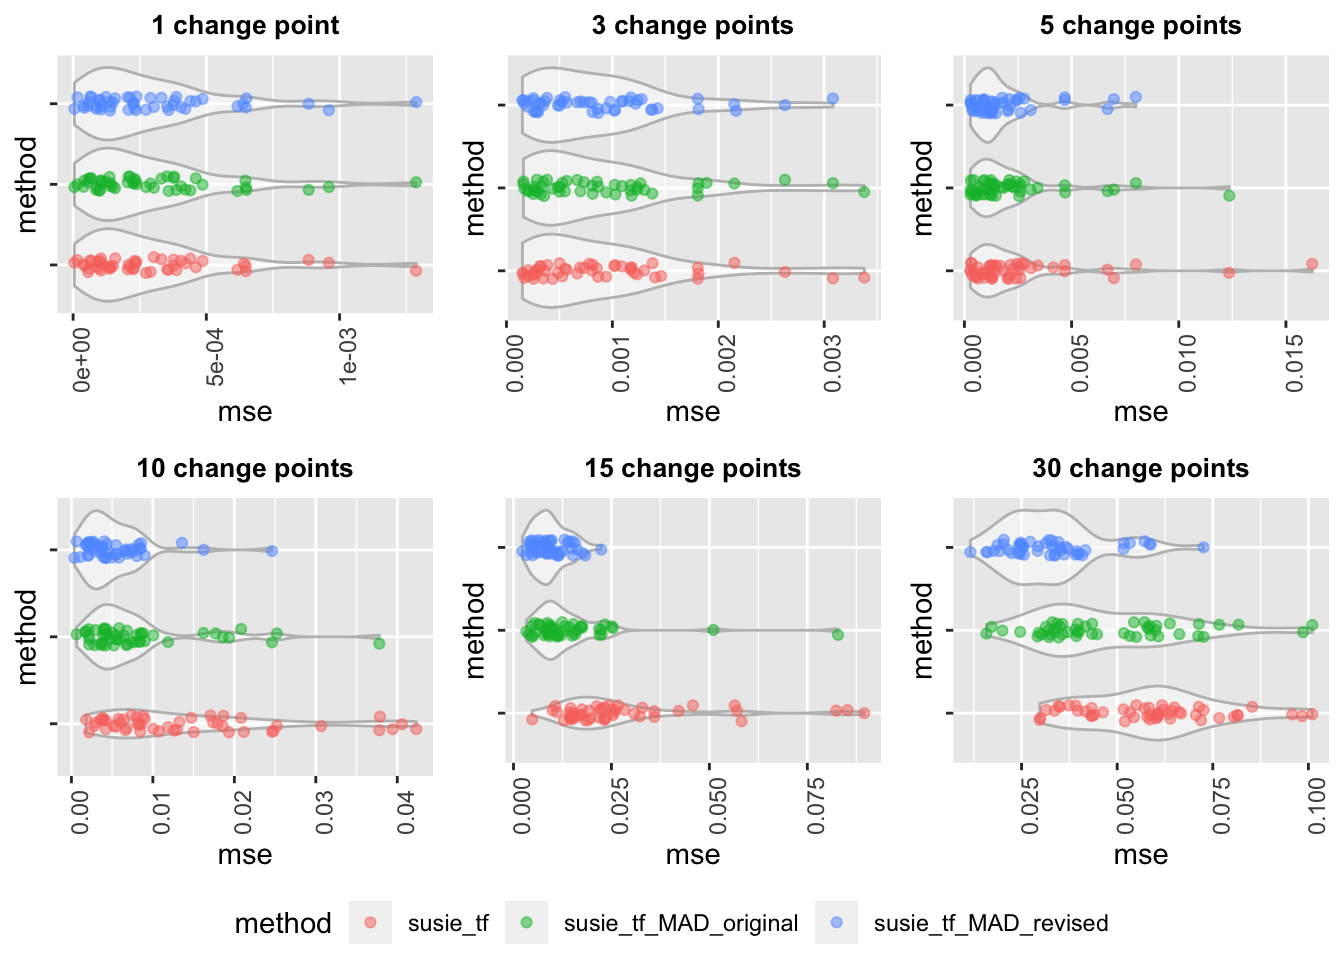 1 change point
3 change points
5 change points
method
method
method
0e+00
5e-04
1e-03
0.000
0.001
0.002
0.003
0.000
0.005
0.010
0.015
mse
mse
mse
10 change points
15 change points
30 change points
method
method
method
0.00
0.01
0.02
0.03
0.04
0.000
0.025
0.050
0.075
0.025
0.050
0.075
0.100
mse
mse
mse
method susie_tf susie_tf_MAD_original susie_tf_MAD_revised